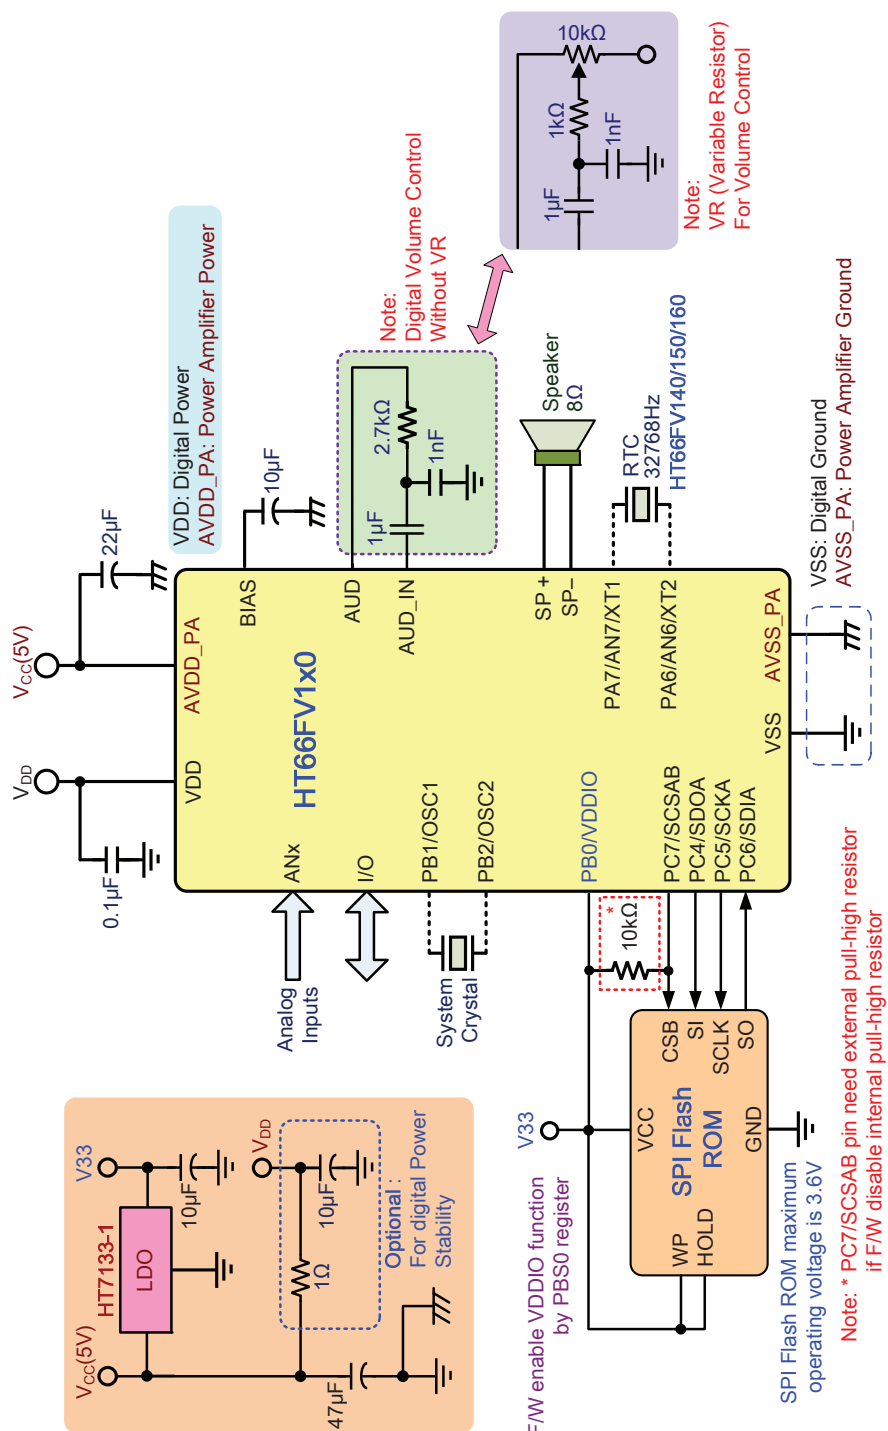 VCC(5V)
HT7133-1
LDO
V33
10µF
VDD
1Ω
10µF
Optional :
For digital Power
Stability
47µF
VDD
0.1µF
VCC(5V)
22µF
VDD: Digital Power
AVDD_PA: Power Amplifier Power
VDD
AVDD_PA
HT66FV1x0
BIAS
10µF
Analog
Inputs
ANx
I/O
AUD
AUD_IN
2.7kΩ
1nF
1µF
Note:
Digital Volume Control
Without VR
System
Crystal
PB1/OSC1
PB2/OSC2
10kΩ
1kΩ
1nF
1µF
Note:
VR (Variable Resistor)
For Volume Control
SP+
SP–
Speaker
8Ω
PA7/AN7/XT1
PA6/AN6/XT2
RTC
32768Hz
HT66FV140/150/160
F/W enable VDDIO function
by PBS0 register
V33
PB0/VDDIO
*
10kΩ
PC7/SCSAB
PC4/SDOA
PC5/SCKA
PC6/SDIA
VCC
CSB
SI
SCLK
SO
SPI Flash
ROM
WP
HOLD
GND
VSS
AVSS_PA
VSS: Digital Ground
AVSS_PA: Power Amplifier Ground
SPI Flash ROM maximum
operating voltage is 3.6V
Note: * PC7/SCSAB pin need external pull-high resistor
if F/W disable internal pull-high resistor